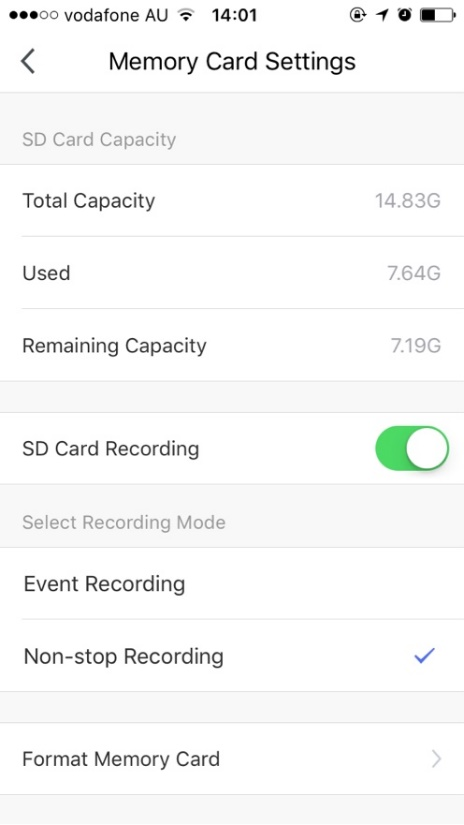 vodafone AU 14:01
Memory Card Settings
SD Card Capacity
Total Capacity 14.83G
Used 7.64G
Remaining Capacity 7.19G
SD Card Recording
Select Recording Mode
Event Recording
Non-stop Recording
Format Memory Card